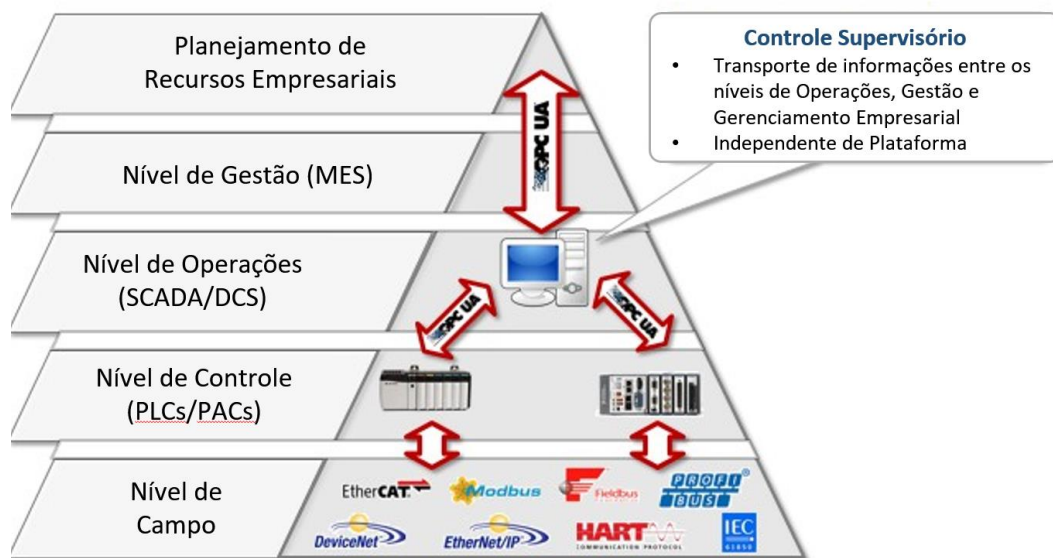 Planejamento de
Recursos Empresariais
Controle Supervisório
• Transporte de informações entre os
níveis de Operações, Gestão e
Gerenciamento Empresarial
• Independente de Plataforma
OPC UA
Nível de Gestão (MES)
Nível de Operações
(SCADA/DCS)
OPC UA
OPC UA
Nível de Controle
(PLCs/PACs)
Nível de
Campo
EtherCAT
Modbus
Fieldbus
PROFI
BUS
DeviceNet
EtherNet/IP
HART
COMMUNICATION PROTOCOL
IEC
61850